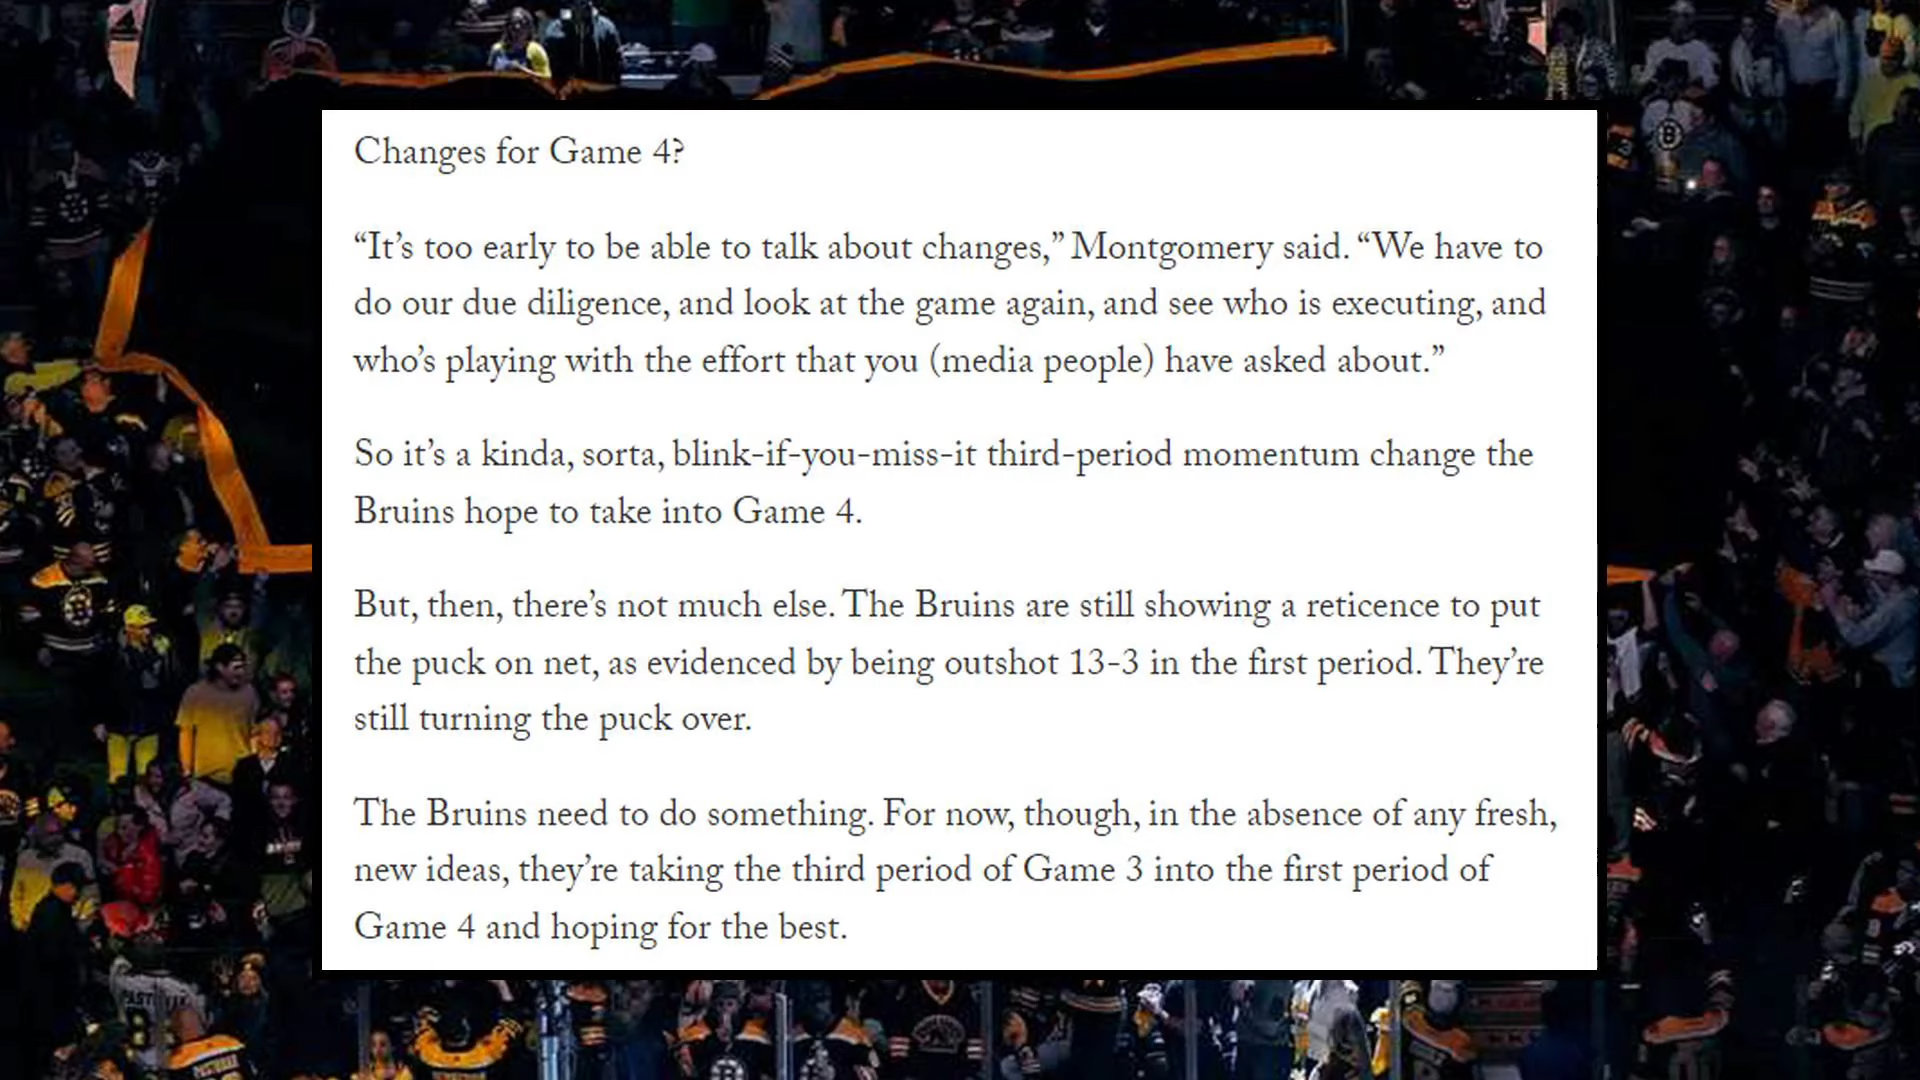 Changes for Game 4?
“It’s too early to be able to talk about changes,” Montgomery said. “We have to
do our due diligence, and look at the game again, and see who is executing, and
who’s playing with the effort that you (media people) have asked about.”
So it’s a kinda, sorta, blink-if-you-miss-it third-period momentum change the
Bruins hope to take into Game 4.
But, then, there’s not much else. The Bruins are still showing a reticence to put
the puck on net, as evidenced by being outshot 13-3 in the first period. They’re
still turning the puck over.
The Bruins need to do something. For now, though, in the absence of any fresh,
new ideas, they’re taking the third period of Game 3 into the first period of
Game 4 and hoping for the best.